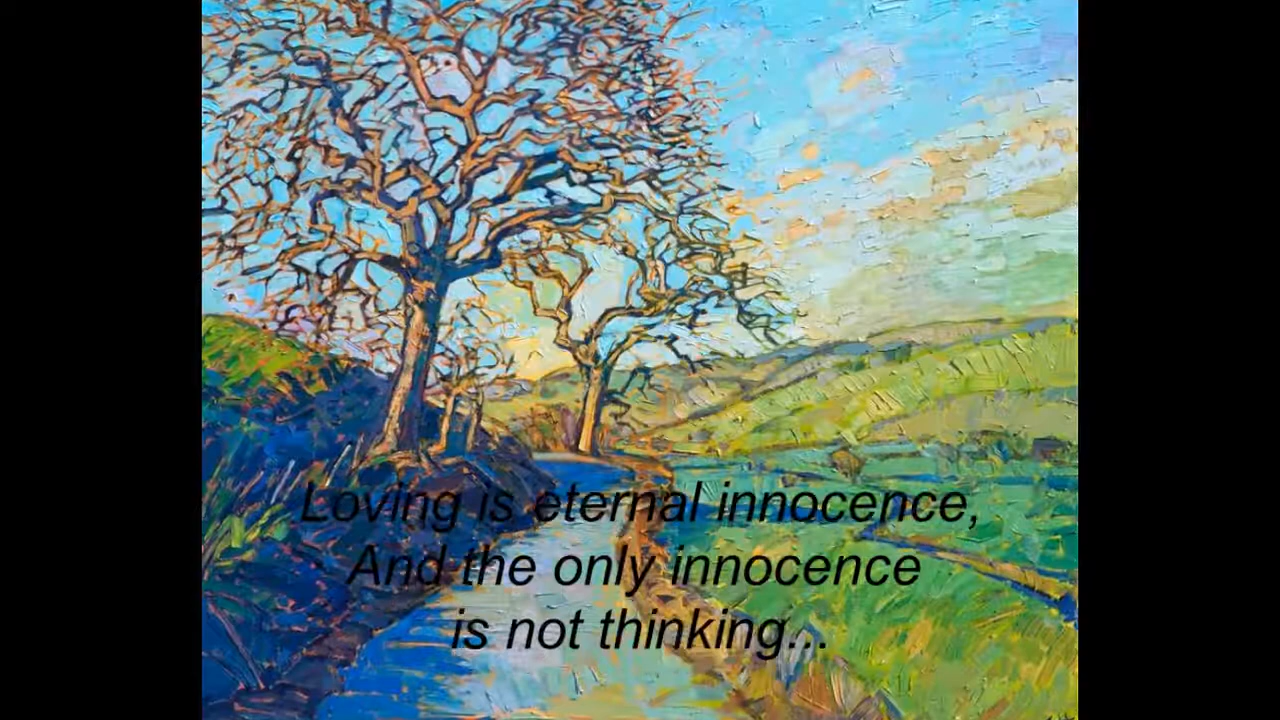 Loving is eternal innocence,
And the only innocence
is not thinking...